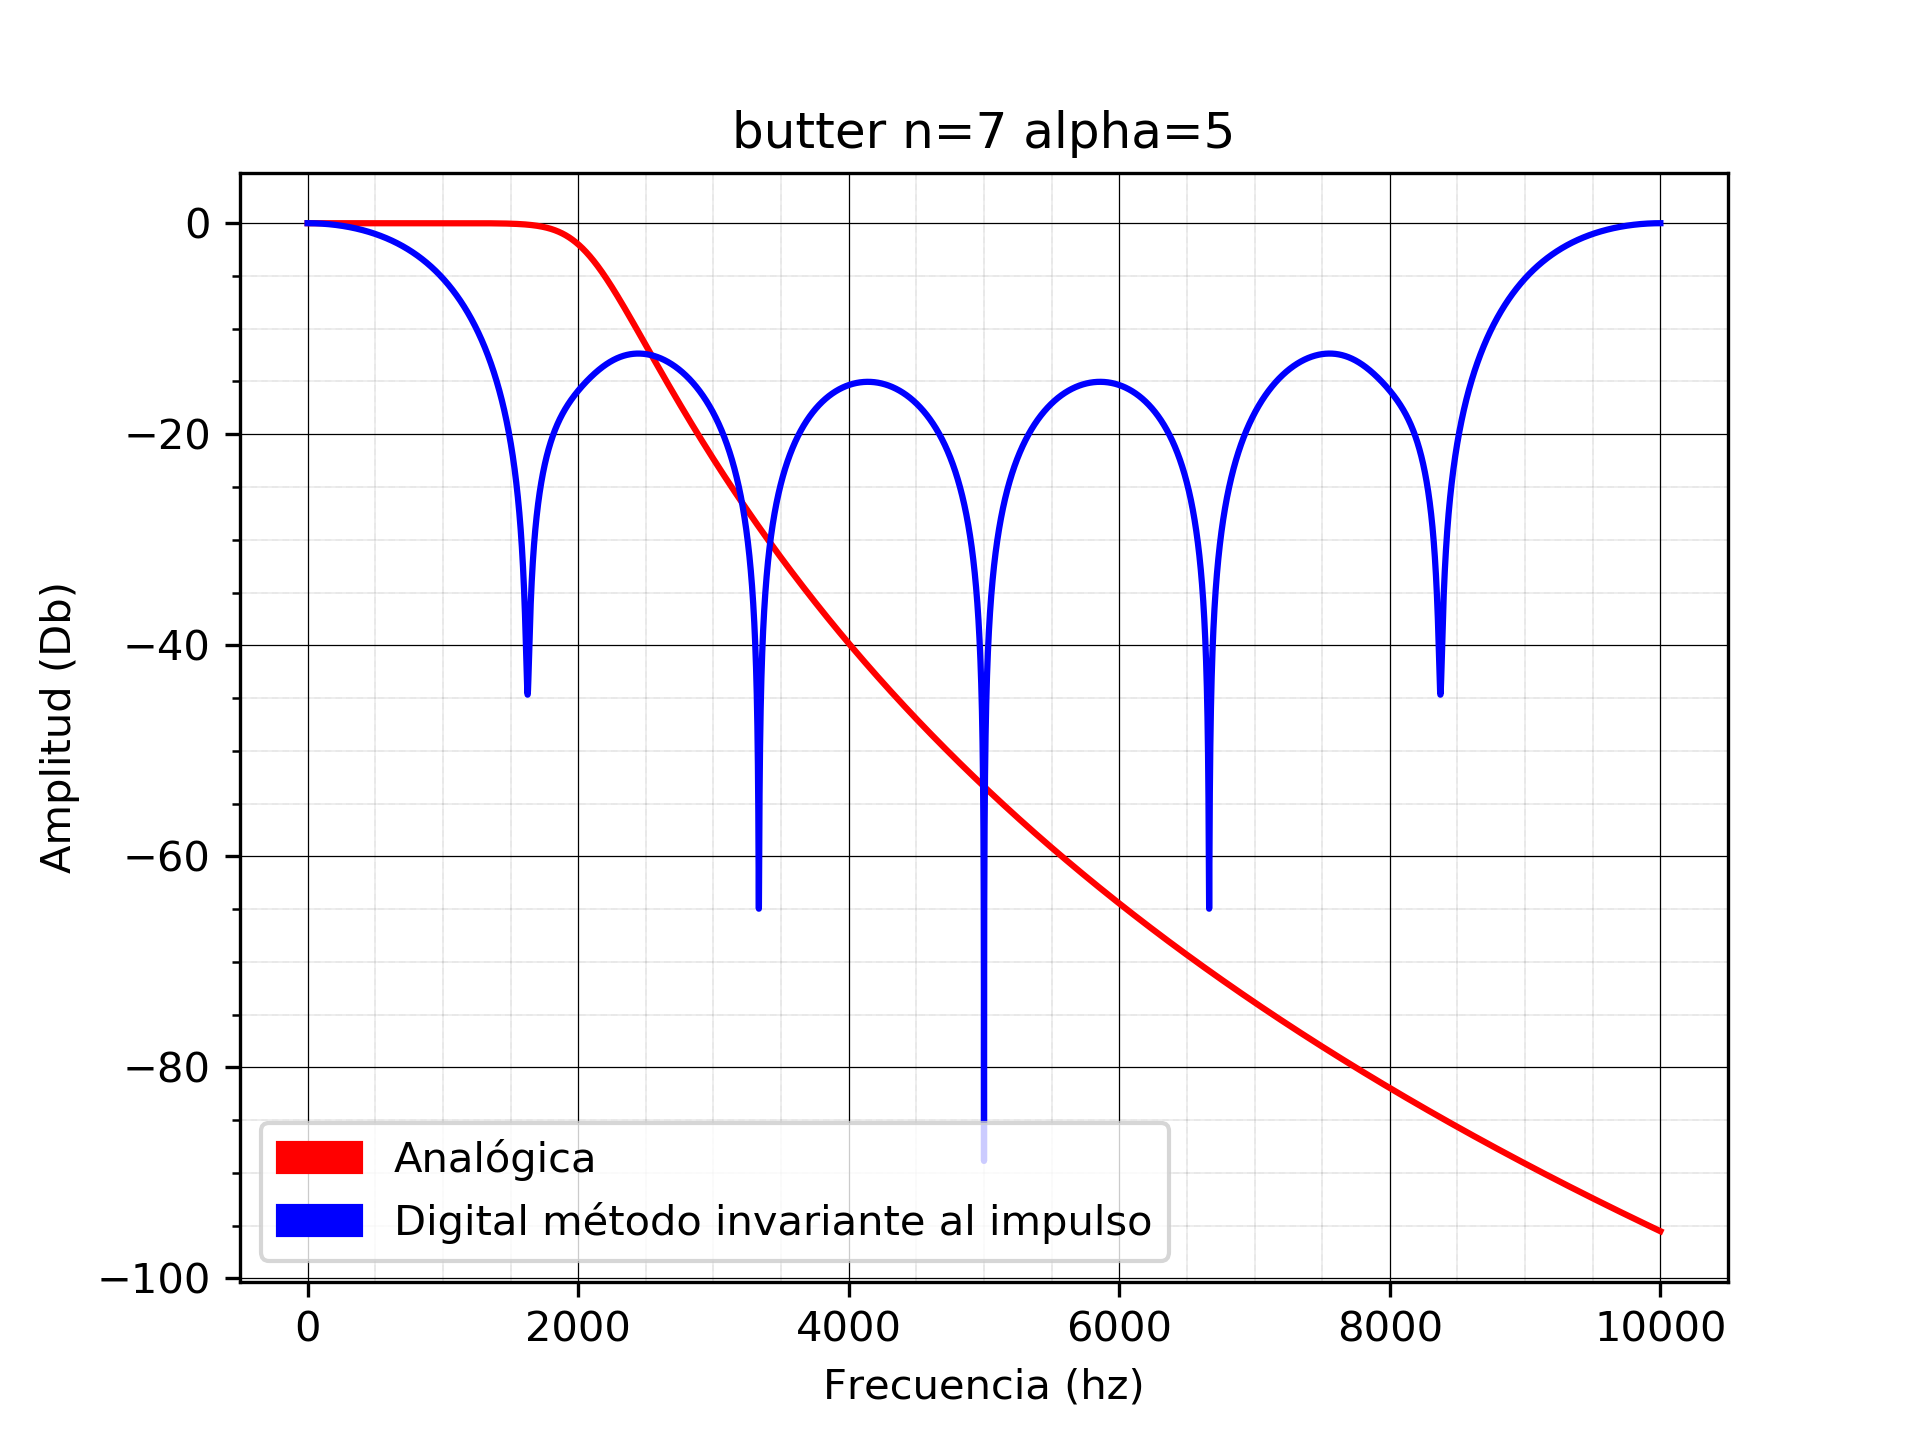 butter n=7 alpha=5
Amplitud (Db)
0
−20
−40
−60
−80
−100
Analógica
Digital método invariante al impulso
0 2000 4000 6000 8000 10000
Frecuencia (hz)